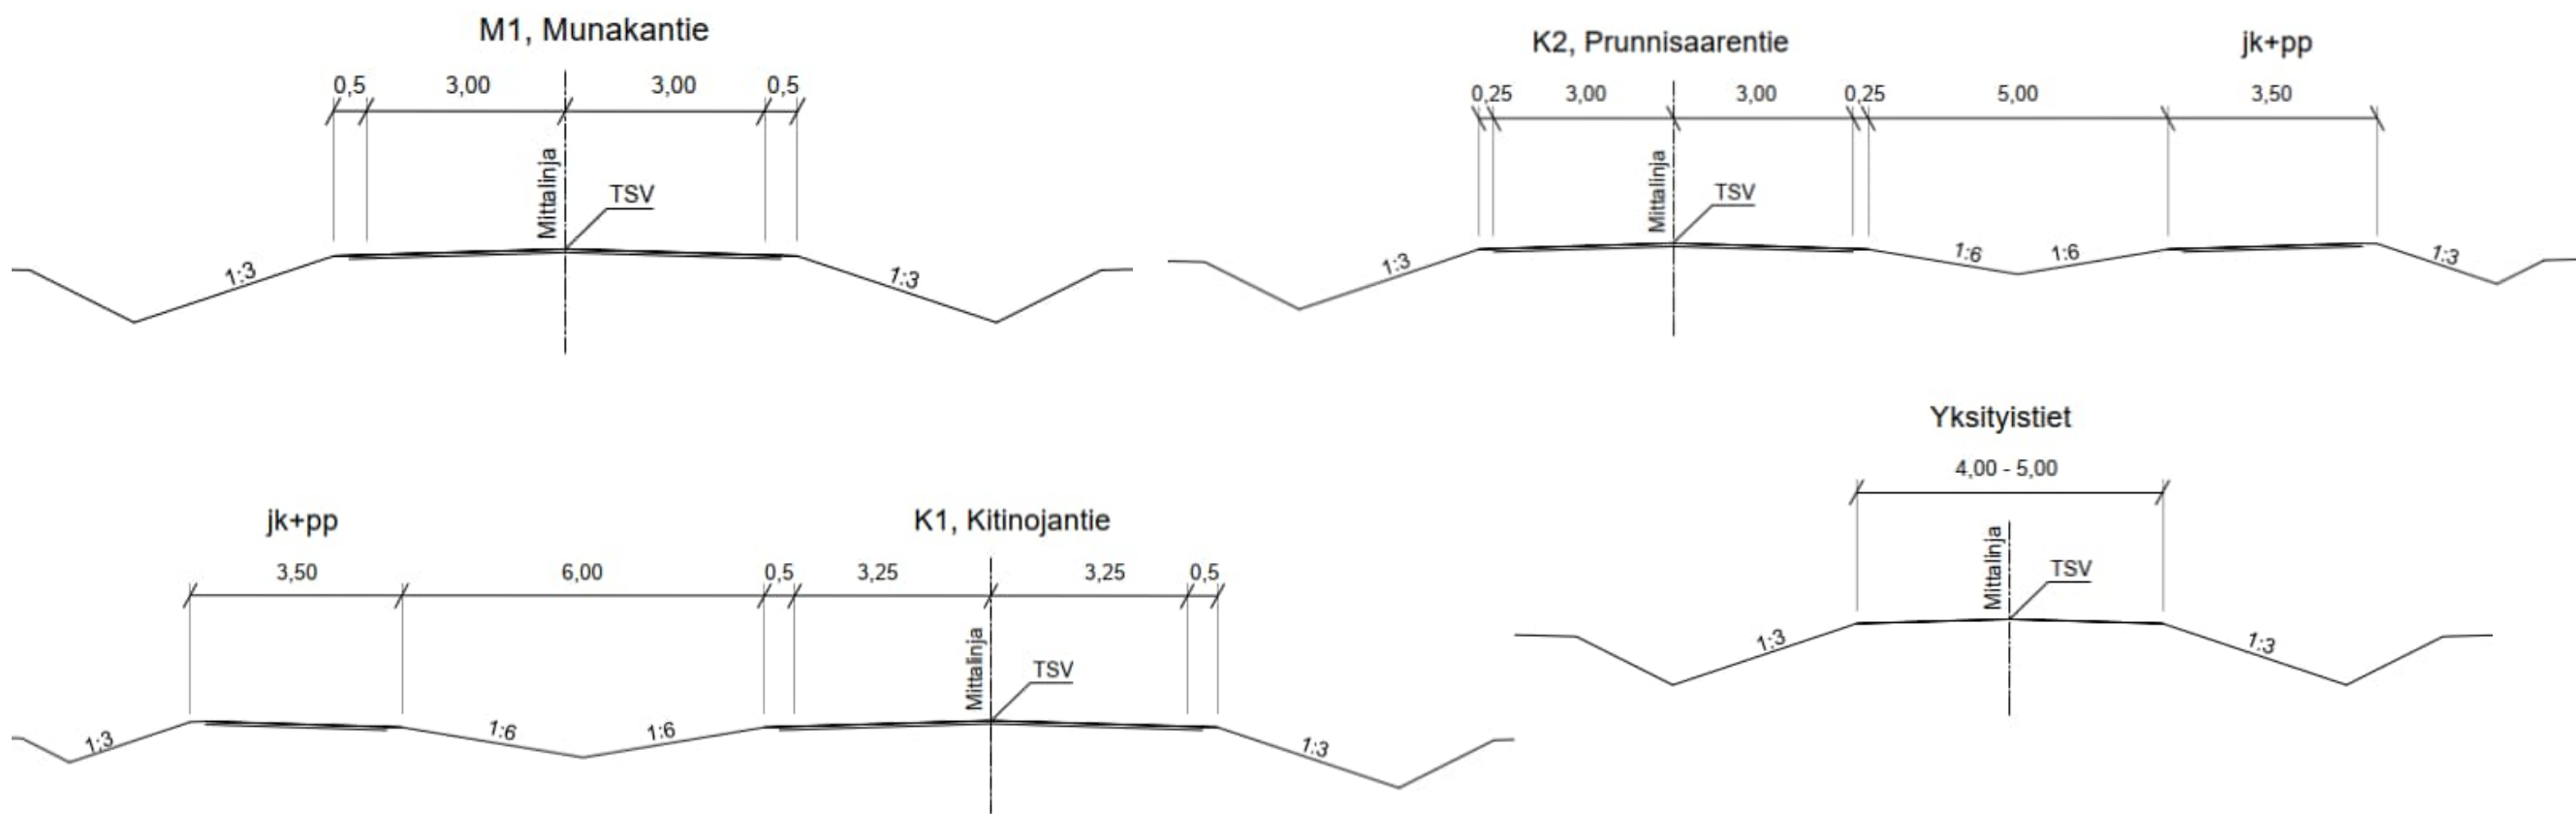 M1, Munakantie
0,5 3,00 3,00 0,5
Mittalinja
TSV
1:3 1:3
K2, Prunnisaarentie jk+pp
0,25 3,00 3,00 0,25 5,00 3,50
Mittalinja
TSV
1:3 1:6 1:6 1:3
jk+pp K1, Kitinojantie
3,50 6,00 0,5 3,25 3,25 0,5
Mittalinja
TSV
1:3 1:6 1:6 1:3
Yksityistiet
4,00 - 5,00
Mittalinja
TSV
1:3 1:3